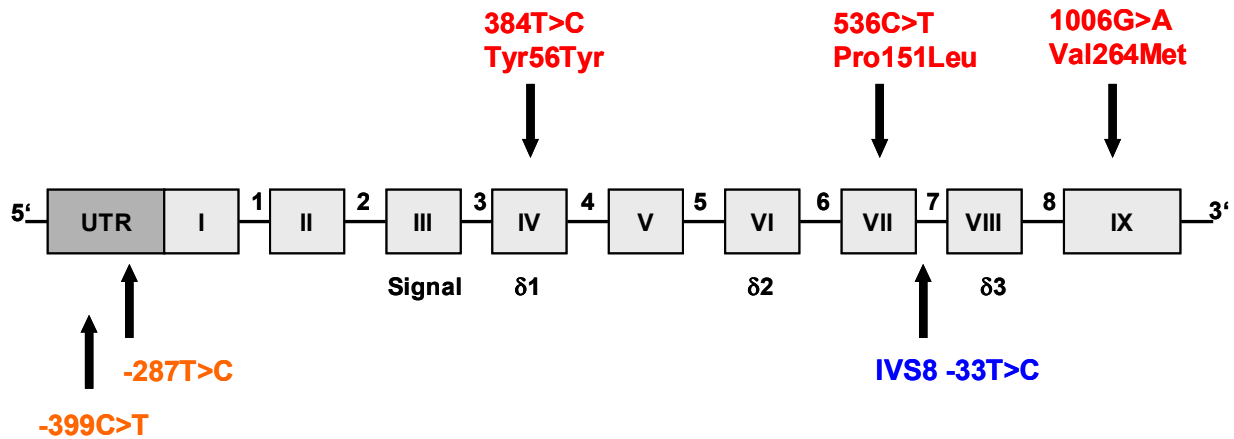 384T>C
Tyr56Tyr
536C>T
Pro151Leu
1006G>A
Val264Met
5‘ UTR I 1 II 2 III 3 IV 4 V 5 VI 6 VII 7 VIII 8 IX 3‘
Signal δ1 δ2 δ3
-287T>C
IVS8 -33T>C
-399C>T